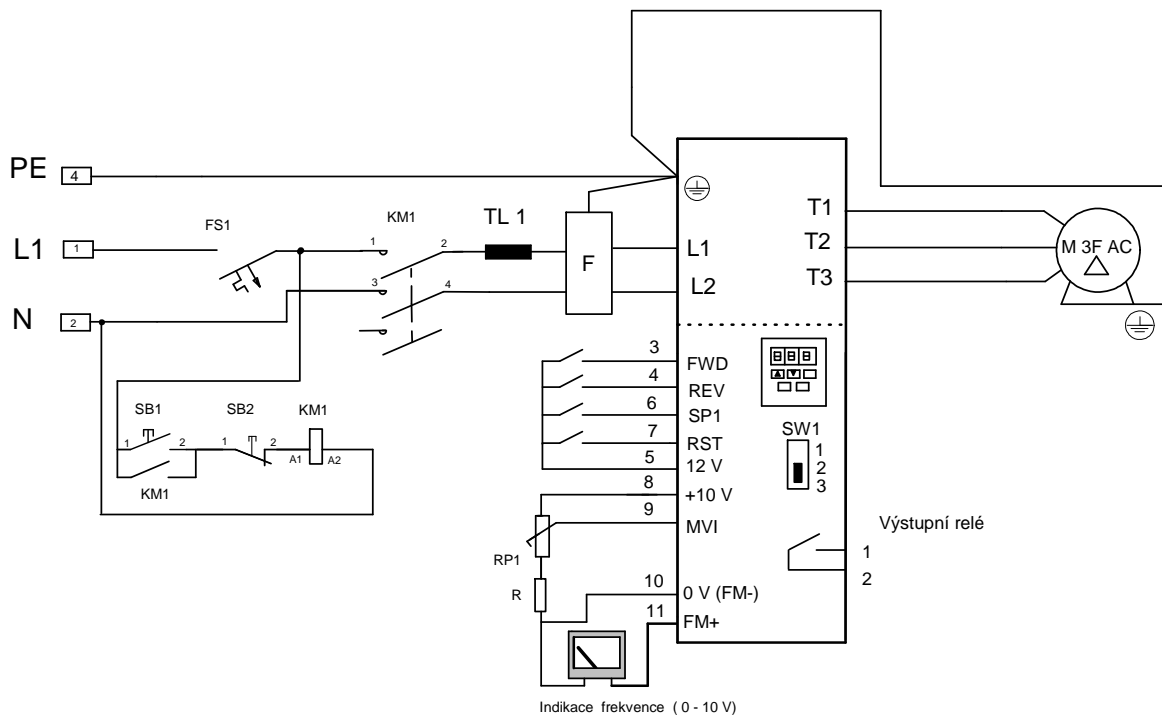 PE 4
L1 1
FS1
KM1
1 2
3 4
TL 1
F
N 2
L1
L2
T1
T2
T3
M 3F AC
SB1
1 2
SB2
1 2
KM1
A1 A2
KM1
3 FWD
4 REV
6 SP1
7 RST
5 12 V
8 +10 V
9 MVI
RP1
R
10 0 V (FM-)
11 FM+
888
SW1
1
2
3
Výstupní relé
1
2
Indikace frekvence ( 0 - 10 V)